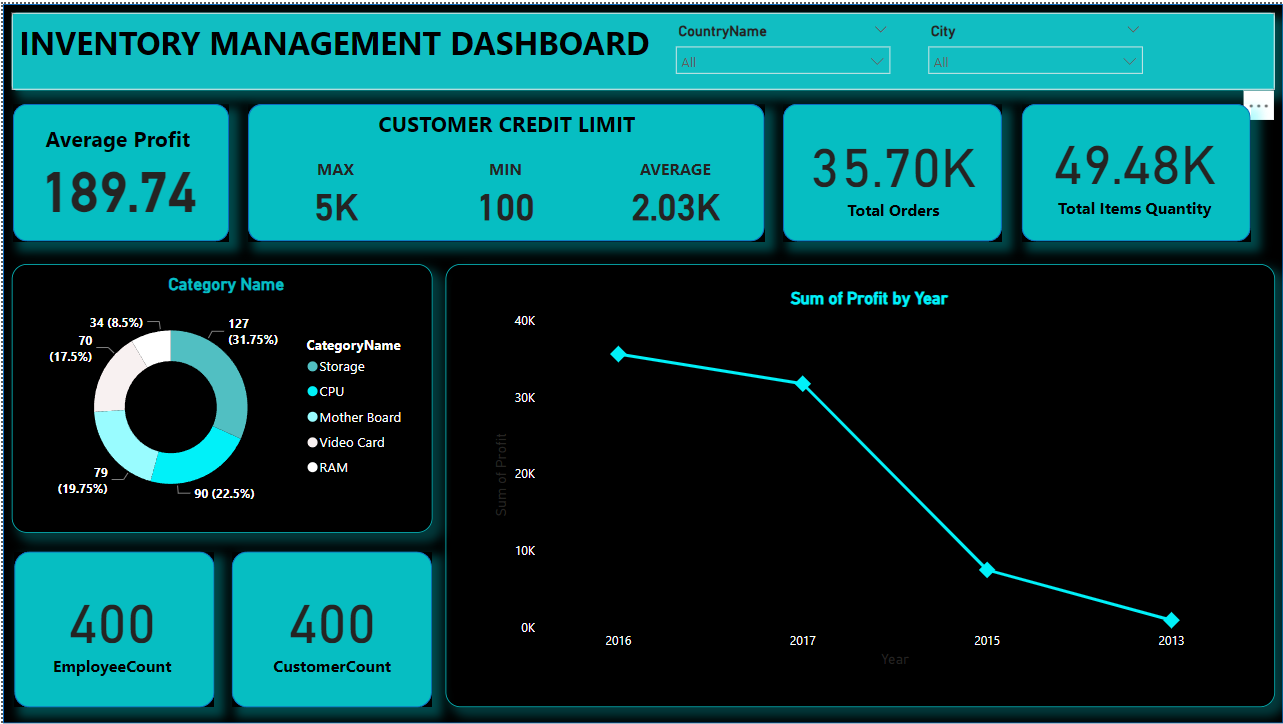 INVENTORY MANAGEMENT DASHBOARD
CountryName
All
City
All
Average Profit
189.74
CUSTOMER CREDIT LIMIT
MAX MIN AVERAGE
5K 100 2.03K
35.70K
Total Orders
49.48K
Total Items Quantity
Category Name
34 (8.5%)
127
(31.75%)
70
(17.5%)
79
(19.75%)
90 (22.5%)
CategoryName
Storage
CPU
Mother Board
Video Card
RAM
400
EmployeeCount
400
CustomerCount
Sum of Profit by Year
Sum of Profit
40K
30K
20K
10K
0K
2016 2017 2015 2013
Year